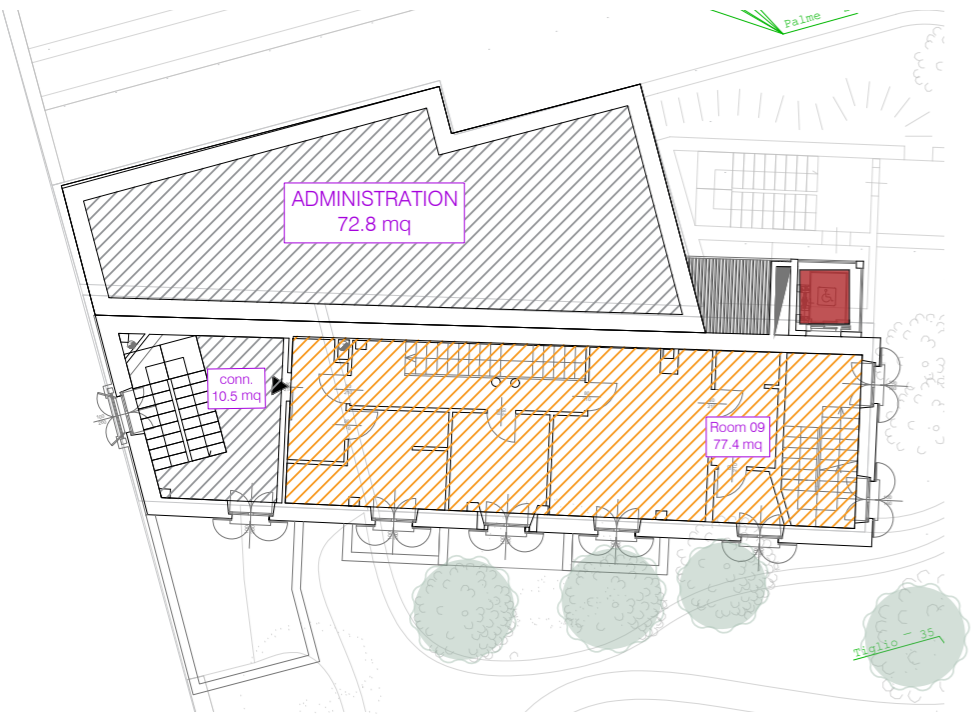 Palme
ADMINISTRATION
72.8 mq
conn.
10.5 mq
Room 09
77.4 mq
Tiglio - 35